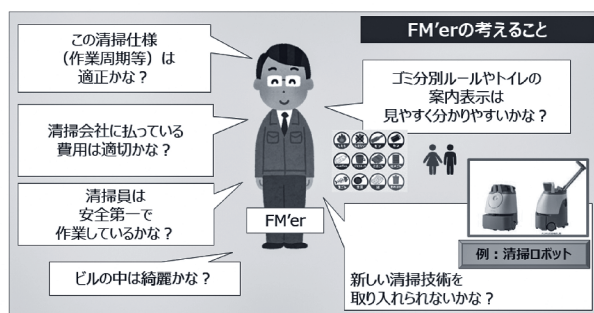 FM’erの考えること
この清掃仕様
（作業周期等）は
適正かな？
清掃会社に払っている
費用は適切かな？
清掃員は
安全第一で
作業しているかな？
ビルの中は綺麗かな？
FM’er
ゴミ分別ルールやトイレの
案内表示は
見やすく分かりやすいかな？
例：清掃ロボット
新しい清掃技術を
取り入れられないかな？